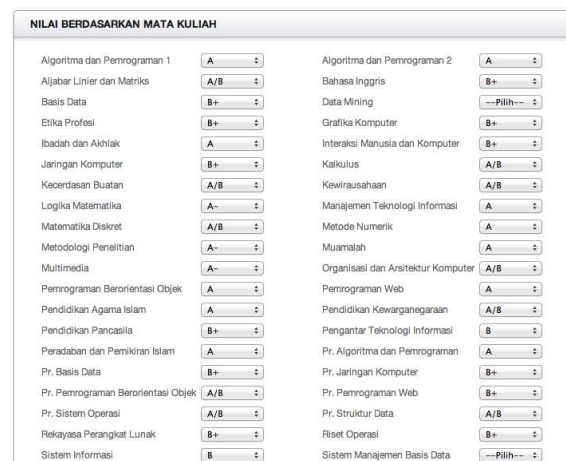 NILAI BERDASARKAN MATA KULIAH
Algoritma dan Pemrograman 1 A Algoritma dan Pemrograman 2 A
Aljabar Linier dan Matriks A/B Bahasa Inggris B+
Basis Data B+ Data Mining --Pilih--
Etika Profesi B+ Grafika Komputer B+
Ibadah dan Akhlak A Interaksi Manusia dan Komputer B+
Jaringan Komputer B+ Kalkulus A/B
Kecerdasan Buatan A/B Kewirausahaan A/B
Logika Matematika A- Manajemen Teknologi Informasi A
Matematika Diskret A/B Metode Numerik A
Metodologi Penelitian A- Muamalah A
Multimedia A- Organisasi dan Arsitektur Komputer A/B
Pemrograman Berorientasi Objek A Pemrograman Web A
Pendidikan Agama Islam A Pendidikan Kewarganegaraan A/B
Pendidikan Pancasila B+ Pengantar Teknologi Informasi B
Peradaban dan Pemikiran Islam A Pr. Algoritma dan Pemrograman A
Pr. Basis Data B+ Pr. Jaringan Komputer B+
Pr. Pemrograman Berorientasi Objek A/B Pr. Pemrograman Web B+
Pr. Sistem Operasi A/B Pr. Struktur Data A/B
Rekayasa Perangkat Lunak B+ Riset Operasi B+
Sistem Informasi B Sistem Manajemen Basis Data --Pilih--